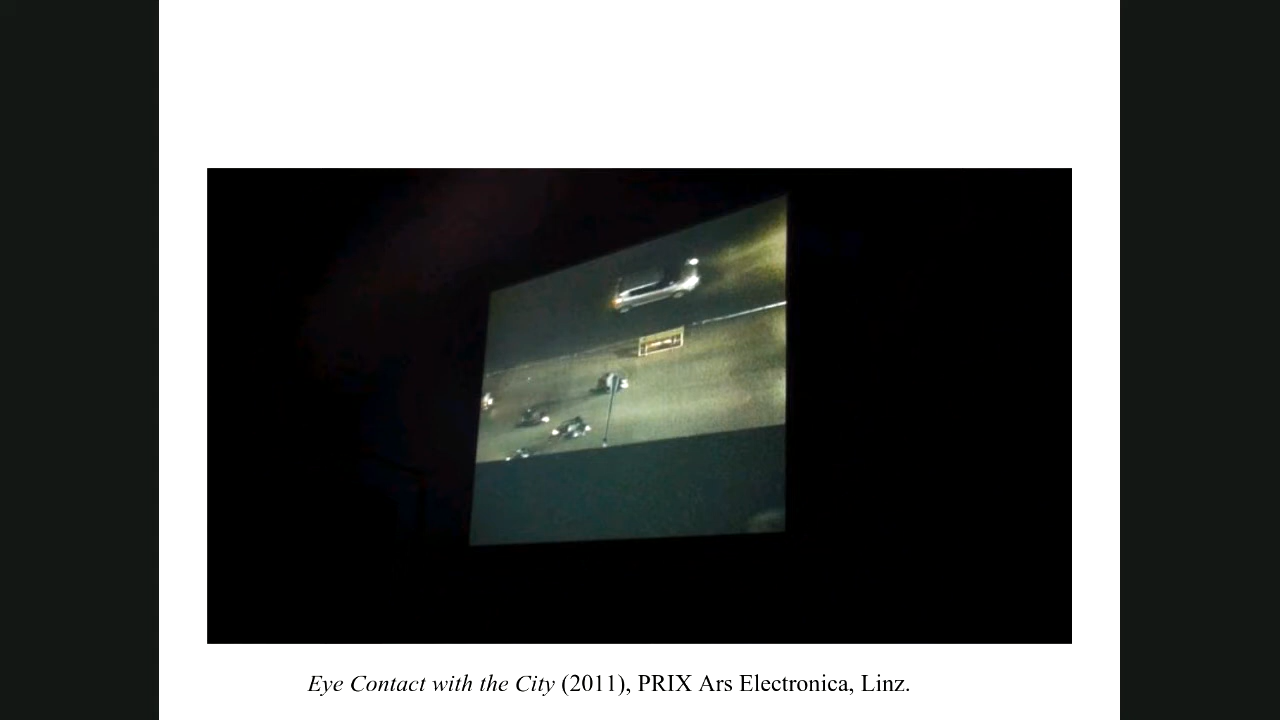 Eye Contact with the City (2011), PRIX Ars Electronica, Linz.